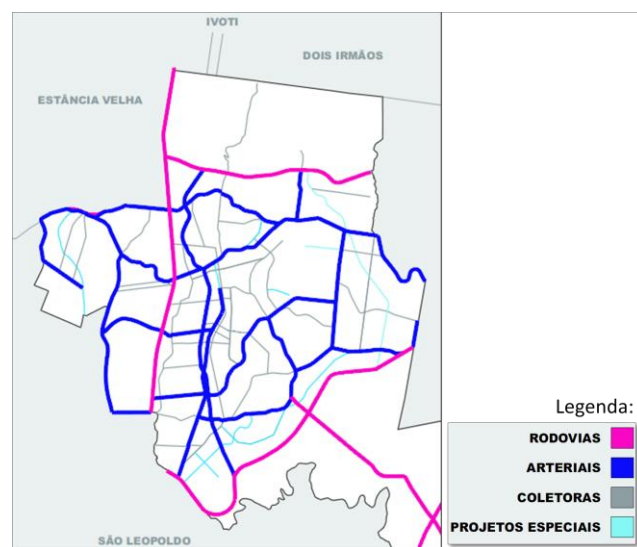 IVOTI
DOIS IRMÃOS
ESTÂNCIA VELHA
SÃO LEOPOLDO
Legenda:
RODOVIAS
ARTERIAIS
COLETORAS
PROJETOS ESPECIAIS